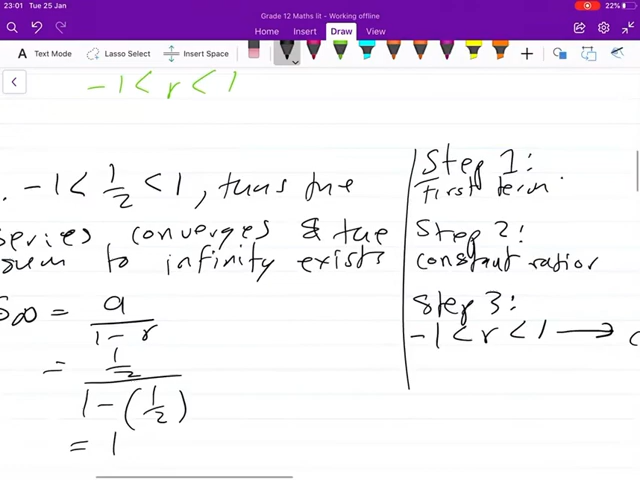 23:01 Tue 25 Jan
Grade 12 Maths lit - Working offline
22%
Home Insert Draw View
A Text Mode Lasso Select Insert Space
-1 < r < 1
-1 < 1/2 < 1, thus the
series converges & the
sum to infinity exists
S∞ = a / 1 - r
= 1/2 / 1 - (1/2)
= 1
Step 1:
first term
Step 2:
constant ratio r
Step 3:
-1 < r < 1 → c